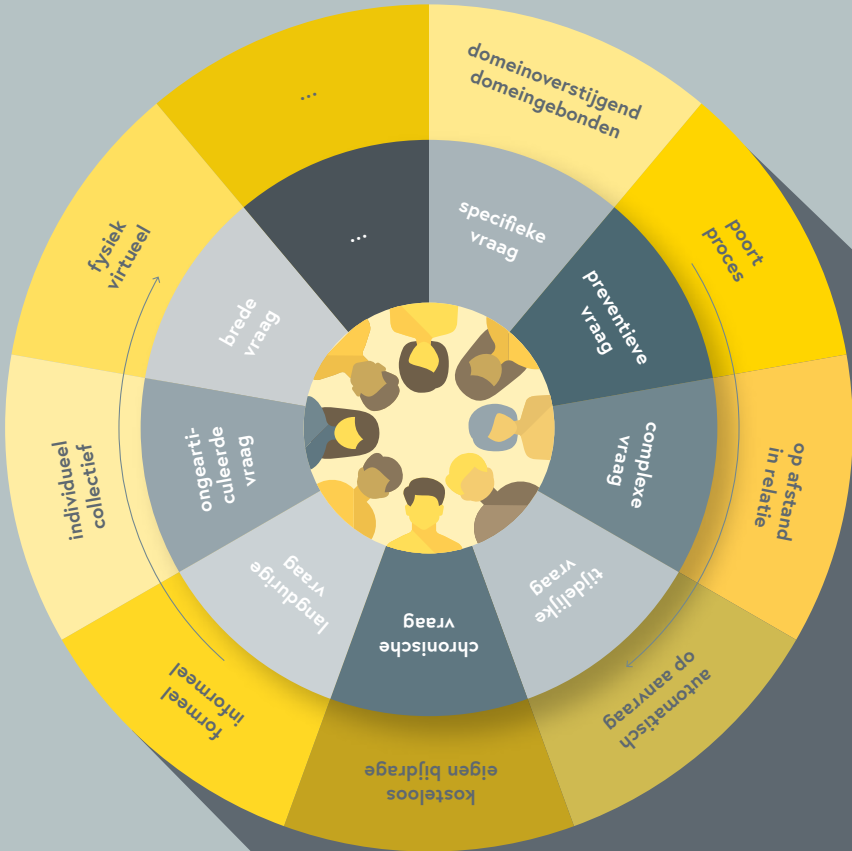 domeinoverstijgend
domeingebonden
poort
proces
op afstand
in relatie
automatisch
op aanvraag
kosteloos
eigen bijdrage
formeel
informeel
individueel
collectief
fysiek
virtueel
...
specifieke
vraag
preventieve
vraag
complexe
vraag
tijdelijke
vraag
chronische
vraag
langdurige
vraag
ongearti-
culeerde
vraag
brede
vraag
...